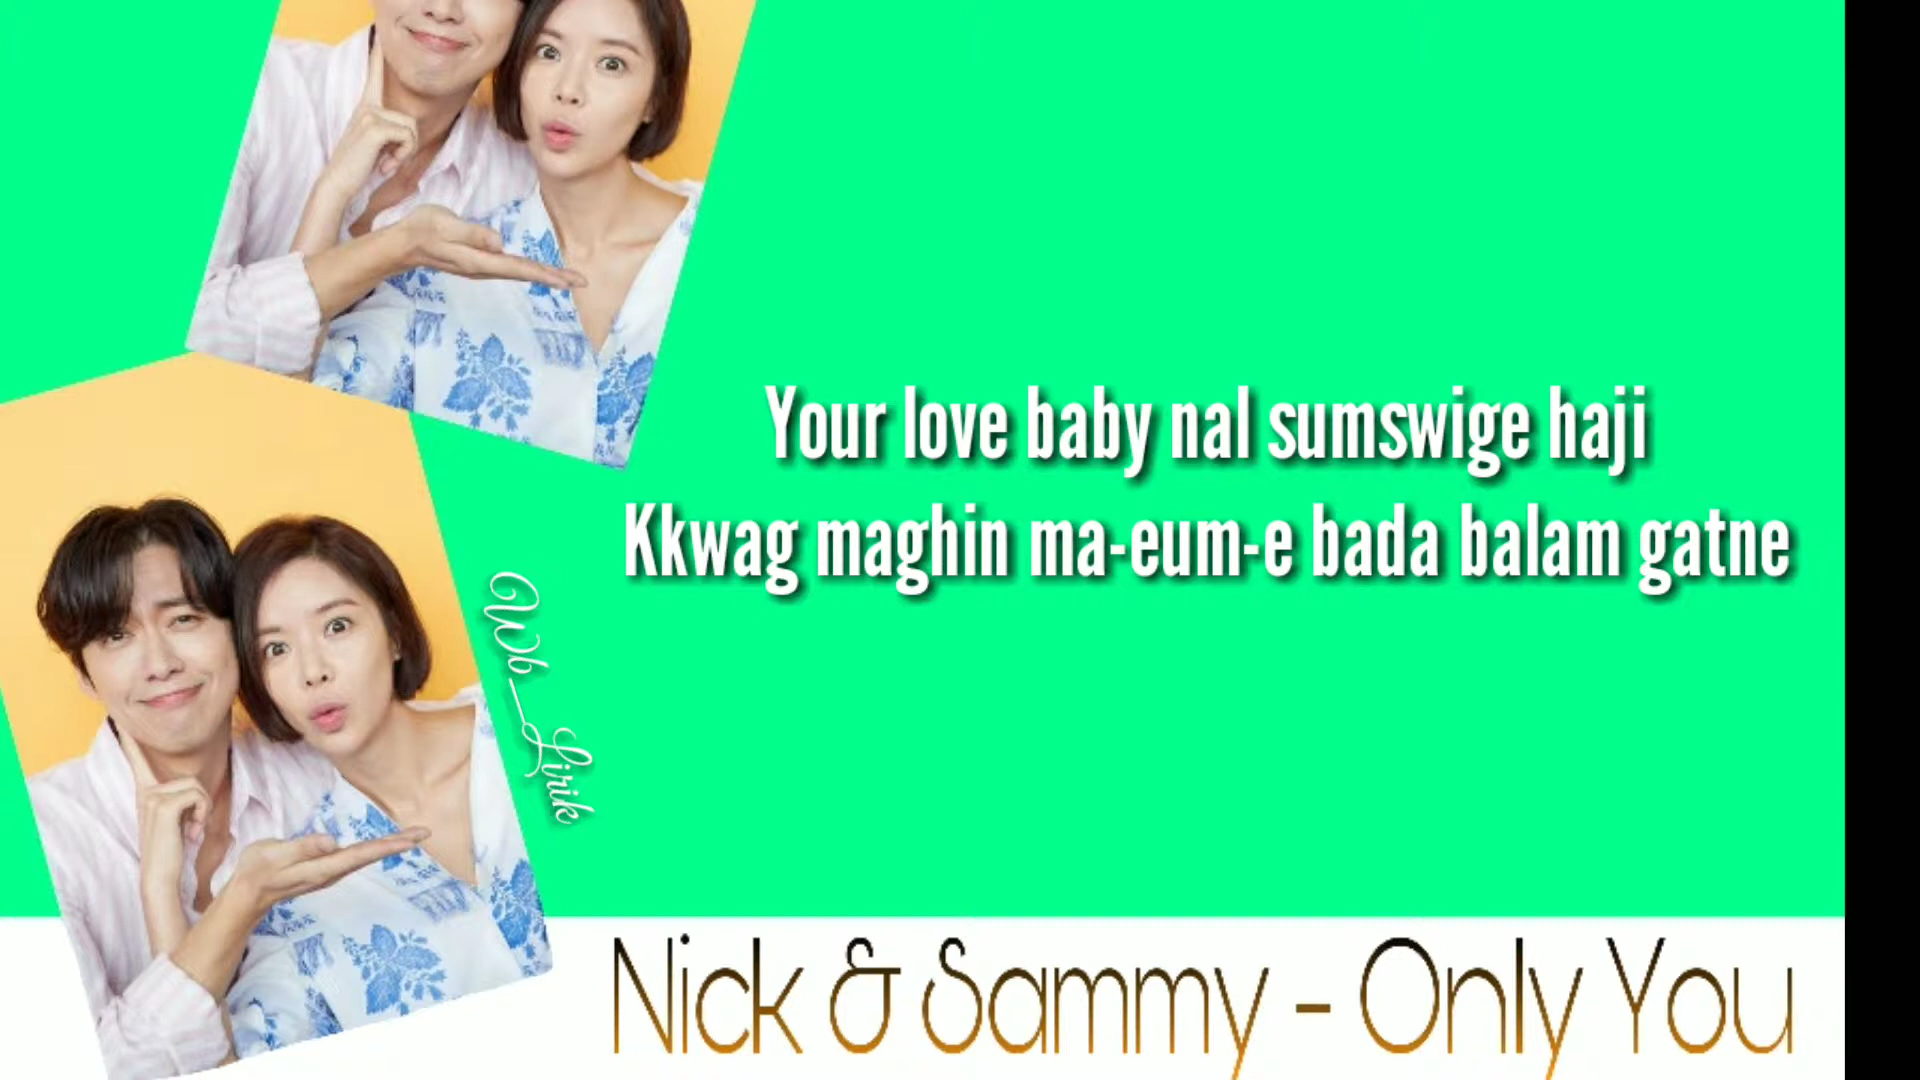 Your love baby nal sumswige haji
Kkwag maghin ma-eum-e bada balam gatne
Wb_Lirik
Nick & Sammy - Only You